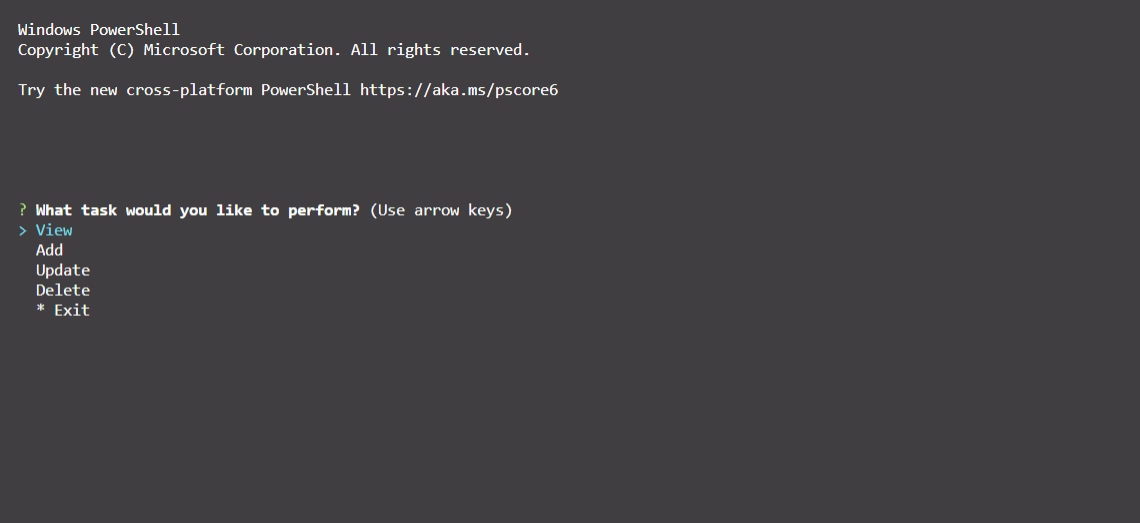 Windows PowerShell
Copyright (C) Microsoft Corporation. All rights reserved.
Try the new cross-platform PowerShell https://aka.ms/pscore6
? What task would you like to perform? (Use arrow keys)
> View
Add
Update
Delete
* Exit